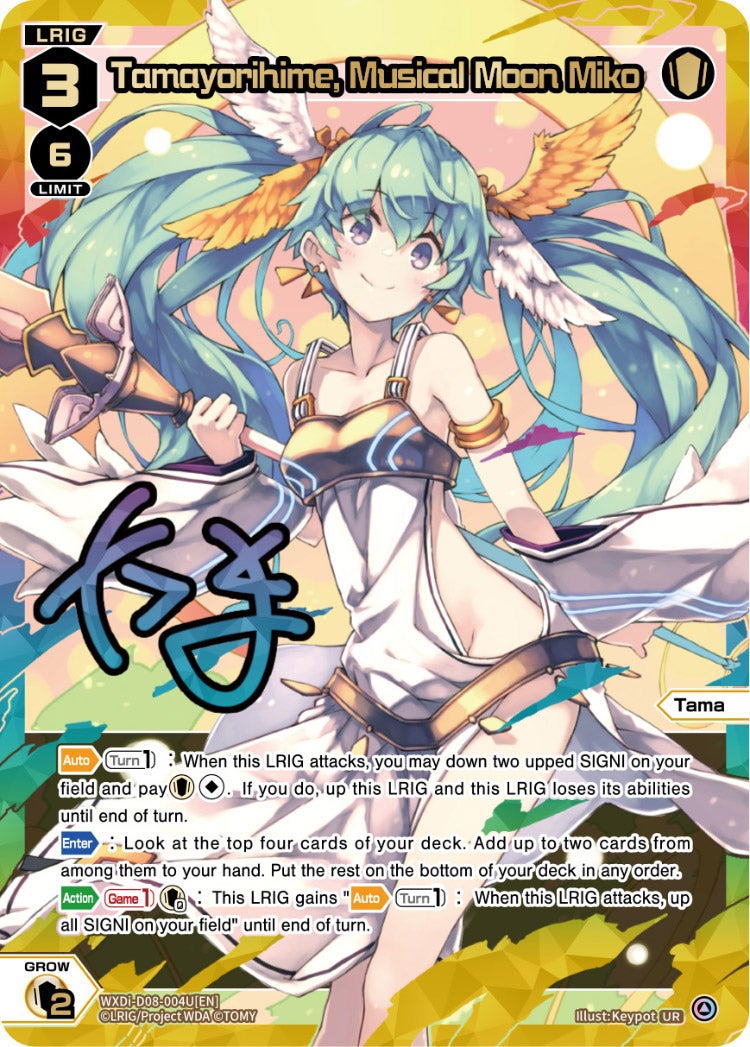 LRIG
3
Tamayorihime, Musical Moon Miko
6
LIMIT
タマ
Tama
Auto Turn 1 : When this LRIG attacks, you may down two upped SIGNI on your
field and pay. If you do, up this LRIG and this LRIG loses its abilities
until end of turn.
Enter : Look at the top four cards of your deck. Add up to two cards from
among them to your hand. Put the rest on the bottom of your deck in any order.
Action Game 1 0 : This LRIG gains "Auto Turn 1 : When this LRIG attacks, up
all SIGNI on your field" until end of turn.
GROW
2
WXDi-D08-004U[EN]
©LRIG/Project WDA ©TOMY
Illust:Keypot UR